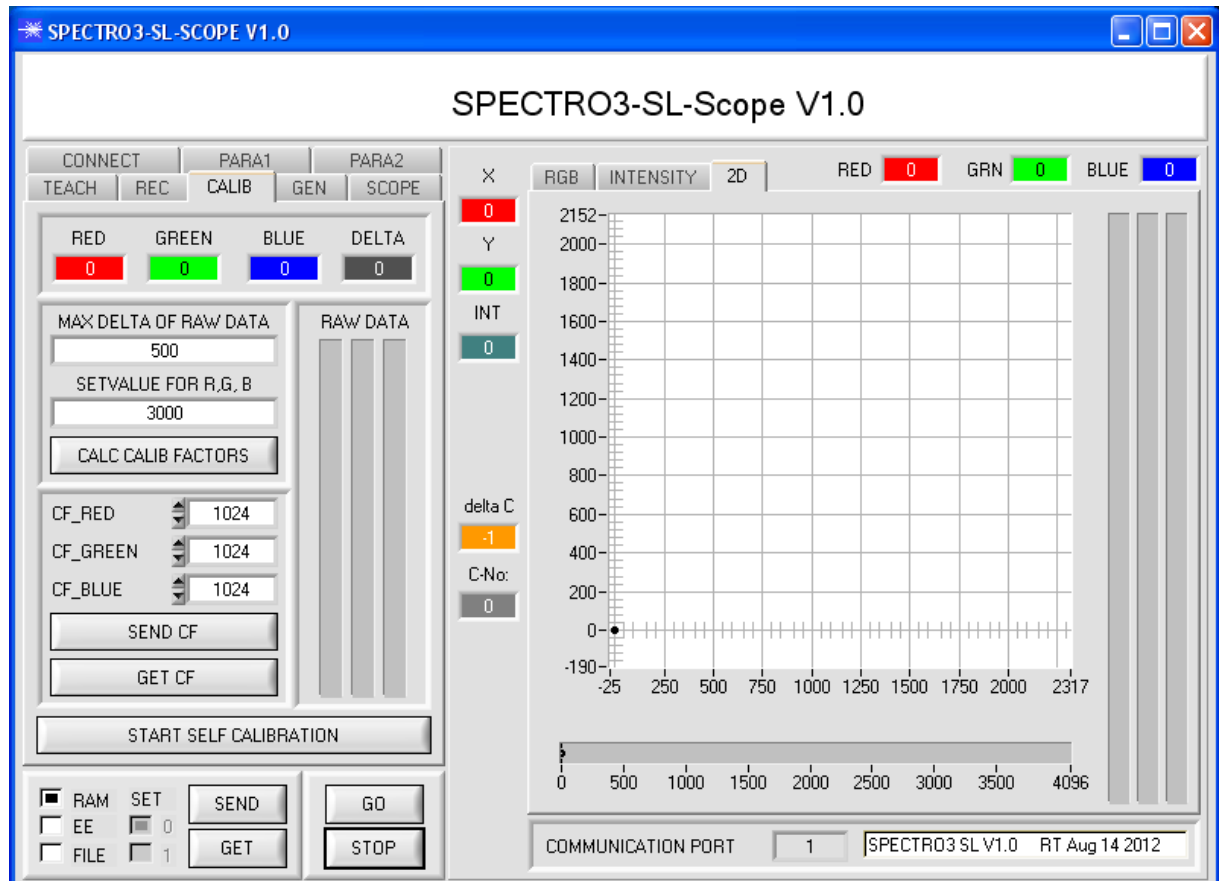 SPECTRO3-SL-SCOPE V1.0
SPECTRO3-SL-Scope V1.0
CONNECT PARA1 PARA2
TEACH REC CALIB GEN SCOPE
RED GREEN BLUE DELTA
0 0 0 0
MAX DELTA OF RAW DATA
500
SETVALUE FOR R,G, B
3000
CALC CALIB FACTORS
RAW DATA
CF_RED 1024
CF_GREEN 1024
CF_BLUE 1024
SEND CF
GET CF
START SELF CALIBRATION
RAM SET
EE 0
FILE 1
SEND
GET
GO
STOP
X
0
Y
0
INT
0
delta C
-1
C-No:
0
RGB INTENSITY 2D
RED 0 GRN 0 BLUE 0
2152
2000
1800
1600
1400
1200
1000
800
600
400
200
0
-190
-25 250 500 750 1000 1250 1500 1750 2000 2317
0 500 1000 1500 2000 2500 3000 3500 4096
COMMUNICATION PORT 1 SPECTRO3 SL V1.0 RT Aug 14 2012